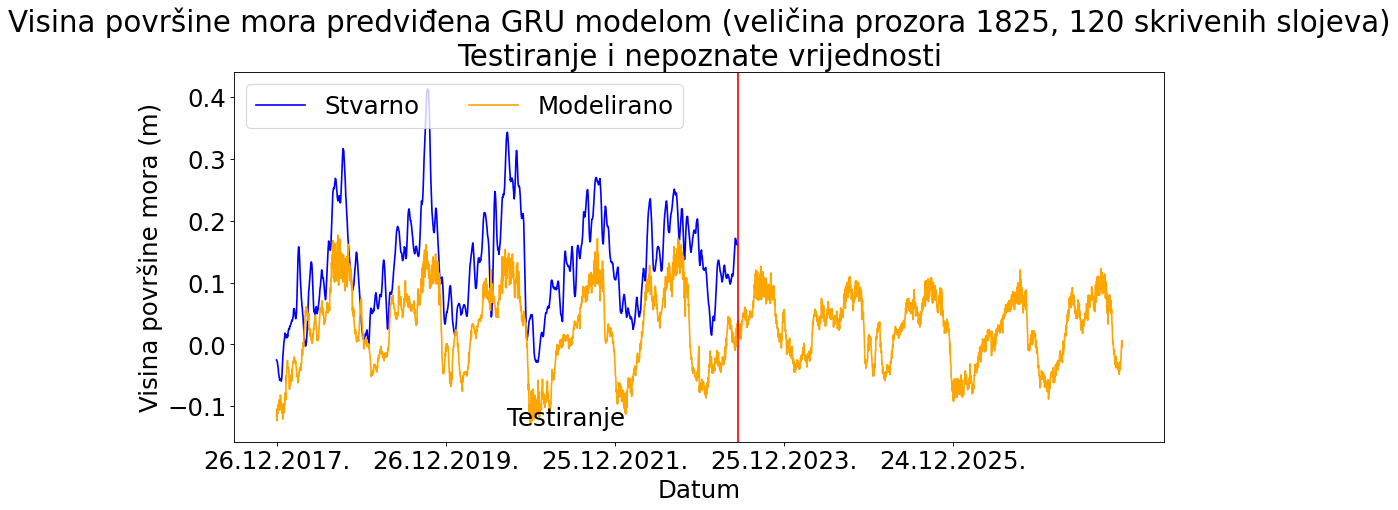 Visina površine mora predviđena GRU modelom (veličina prozora 1825, 120 skrivenih slojeva)
Testiranje i nepoznate vrijednosti
Stvarno Modelirano
Visina površine mora (m)
0.4
0.3
0.2
0.1
0.0
−0.1
Testiranje
26.12.2017. 26.12.2019. 25.12.2021. 25.12.2023. 24.12.2025.
Datum